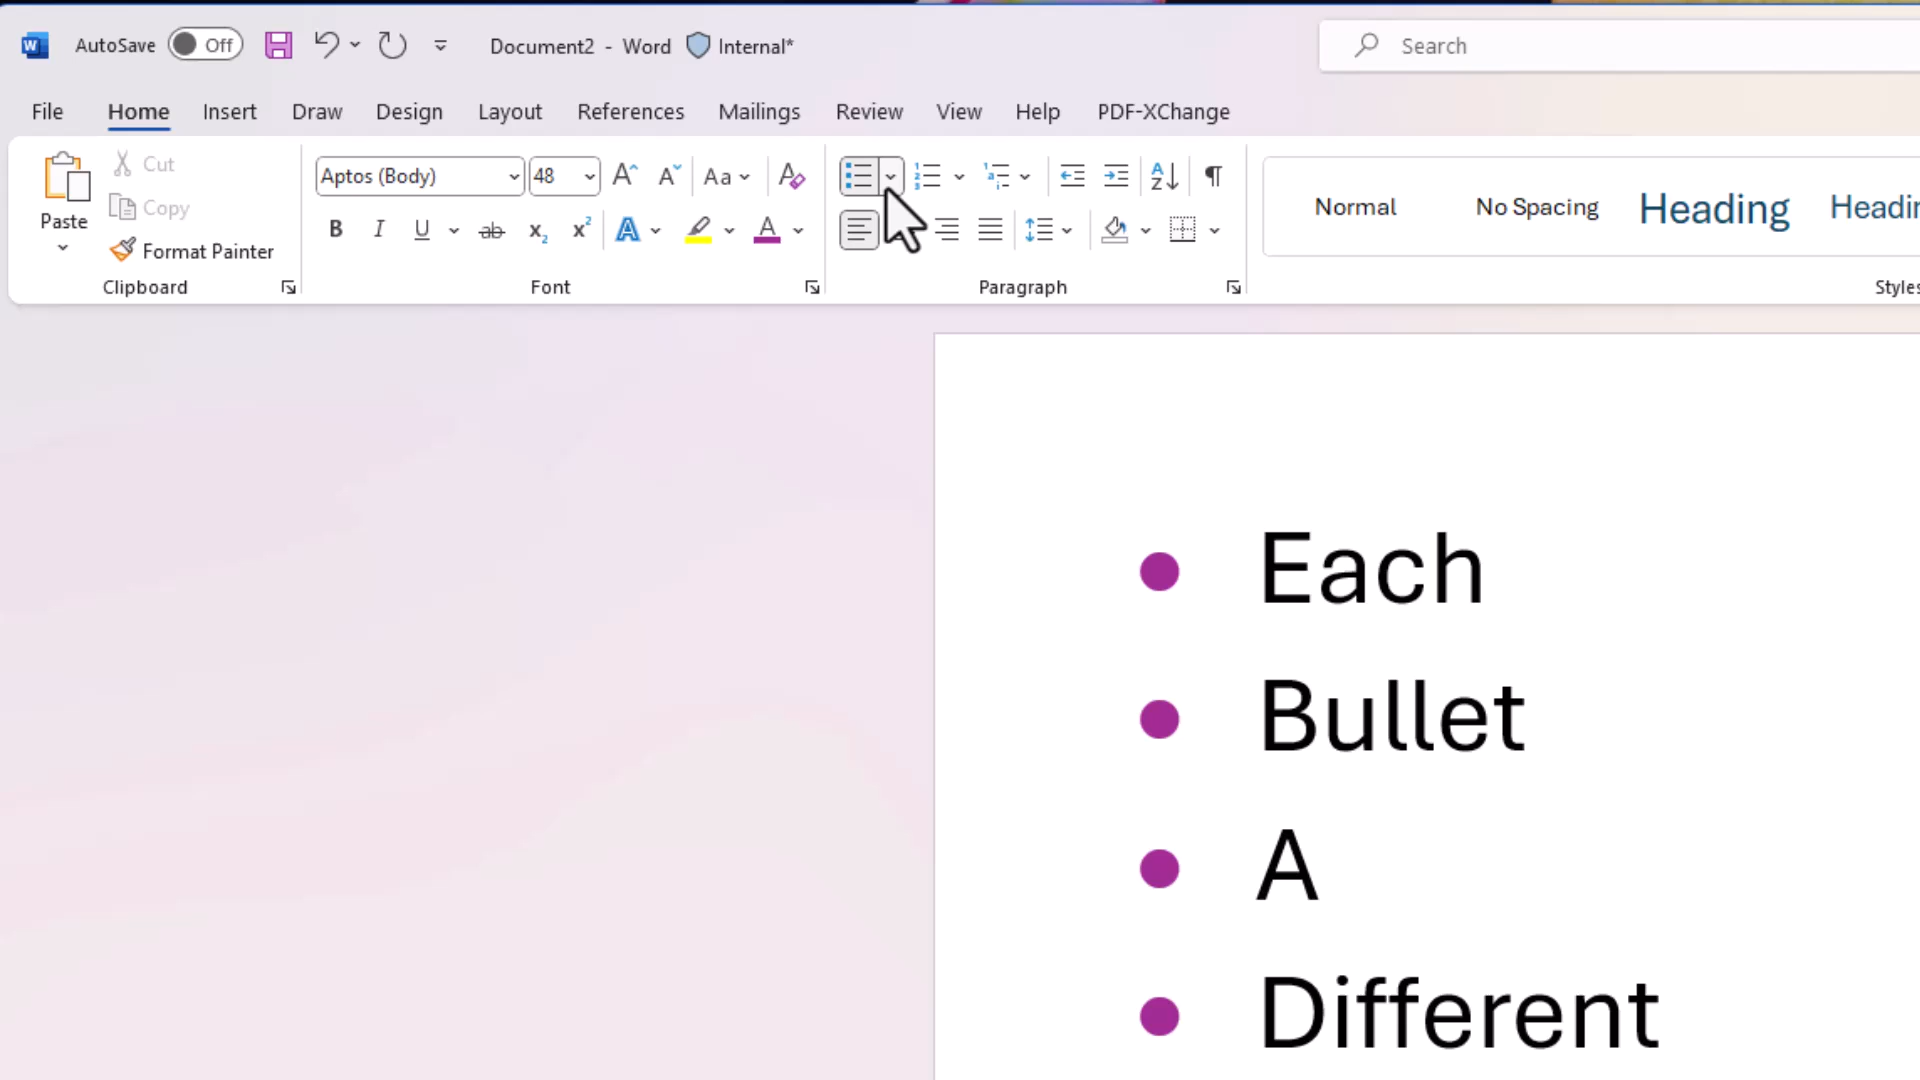 AutoSave Off Document2 - Word Internal* Search
File Home Insert Draw Design Layout References Mailings Review View Help PDF-XChange
Paste
Cut
Copy
Format Painter
Clipboard
Aptos (Body) 48
Font
Paragraph
Normal No Spacing Heading Headin
Styles
• Each
• Bullet
• A
• Different